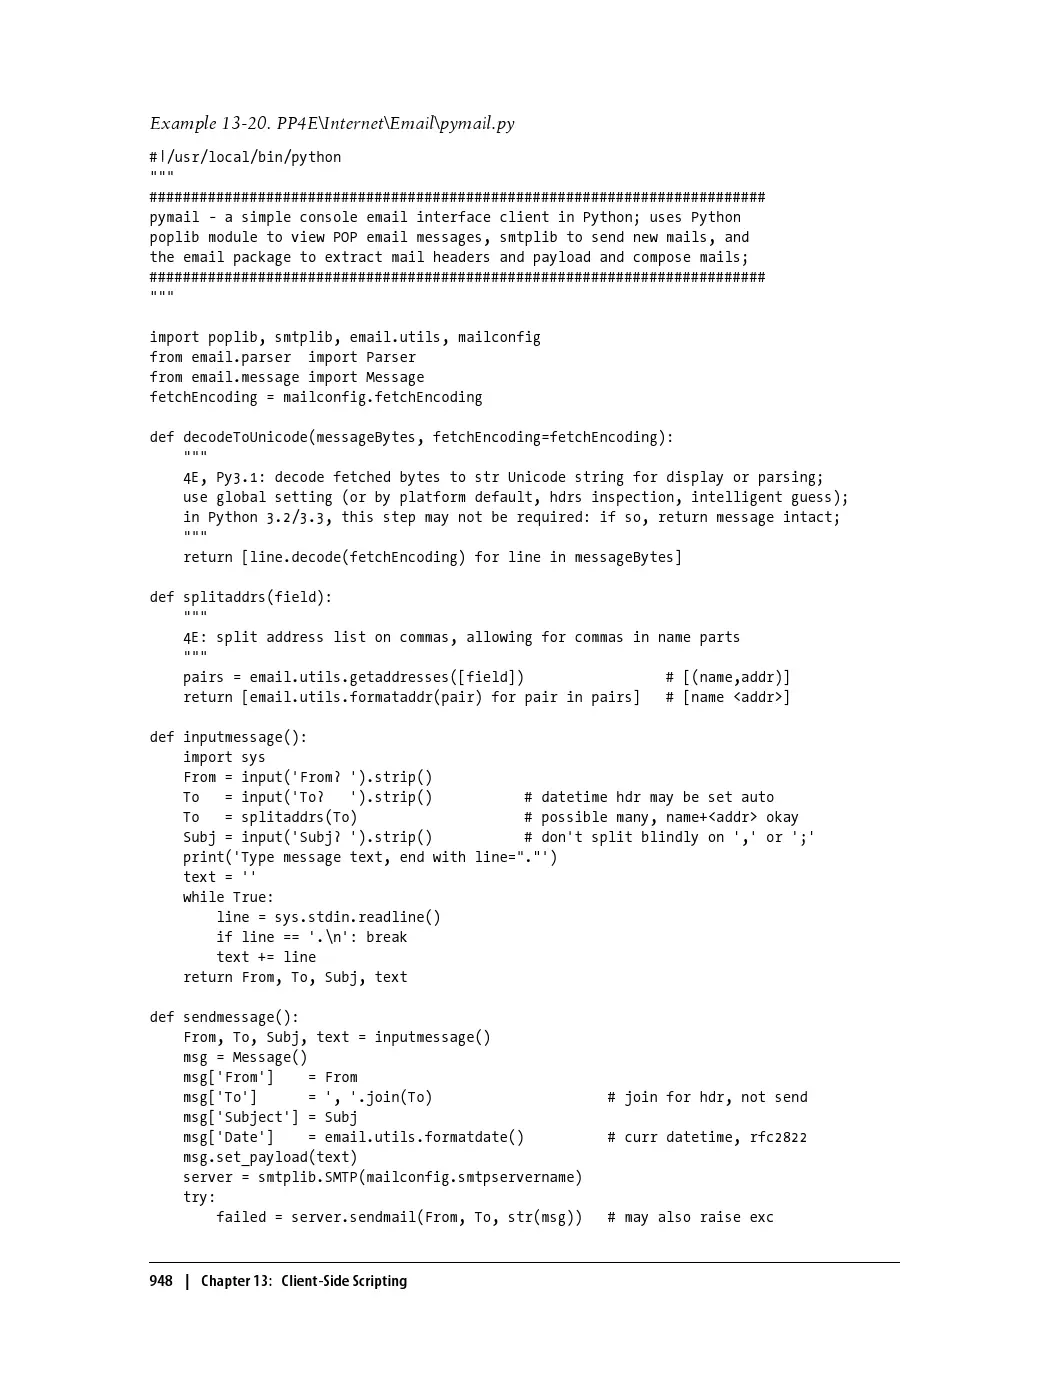 Example 13-20. PP4E\Internet\Email\pymail.py
#!/usr/local/bin/python
"""
##########################################################################
pymail - a simple console email interface client in Python; uses Python
poplib module to view POP email messages, smtplib to send new mails, and
the email package to extract mail headers and payload and compose mails;
##########################################################################
"""
import poplib, smtplib, email.utils, mailconfig
from email.parser  import Parser
from email.message import Message
fetchEncoding = mailconfig.fetchEncoding
def decodeToUnicode(messageBytes, fetchEncoding=fetchEncoding):
    """
    4E, Py3.1: decode fetched bytes to str Unicode string for display or parsing;
    use global setting (or by platform default, hdrs inspection, intelligent guess);
    in Python 3.2/3.3, this step may not be required: if so, return message intact;
    """
    return [line.decode(fetchEncoding) for line in messageBytes]
def splitaddrs(field):
    """
    4E: split address list on commas, allowing for commas in name parts
    """
    pairs = email.utils.getaddresses([field])                 # [(name,addr)]
    return [email.utils.formataddr(pair) for pair in pairs]   # [name <addr>]
def inputmessage():
    import sys
    From = input('From? ').strip()
    To   = input('To?   ').strip()           # datetime hdr may be set auto
    To   = splitaddrs(To)                    # possible many, name+<addr> okay
    Subj = input('Subj? ').strip()           # don't split blindly on ',' or ';'
    print('Type message text, end with line="."')
    text = ''
    while True:
        line = sys.stdin.readline()
        if line == '.\n': break
        text += line
    return From, To, Subj, text
def sendmessage():
    From, To, Subj, text = inputmessage()
    msg = Message()
    msg['From']    = From
    msg['To']      = ', '.join(To)                     # join for hdr, not send
    msg['Subject'] = Subj
    msg['Date']    = email.utils.formatdate()          # curr datetime, rfc2822
    msg.set_payload(text)
    server = smtplib.SMTP(mailconfig.smtpservername)
    try:
        failed = server.sendmail(From, To, str(msg))   # may also raise exc
948 | Chapter 13: Client-Side Scripting